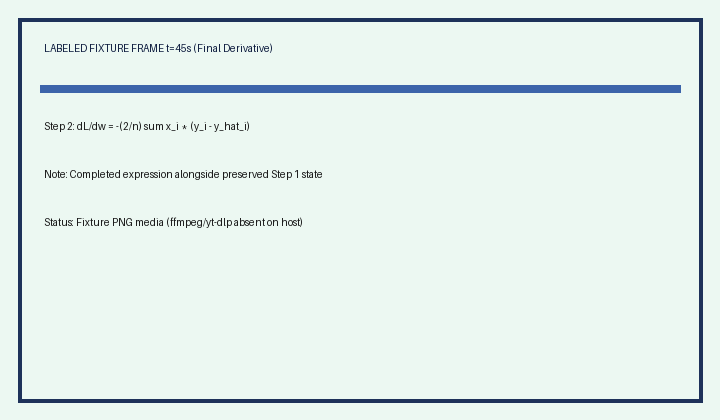 LABELED FIXTURE FRAME t=45s (Final Derivative)
Step 2: dL/dw = -(2/n) sum x_i * (y_i - y_hat_i)
Note: Completed expression alongside preserved Step 1 state
Status: Fixture PNG media (ffmpeg/yt-dlp absent on host)